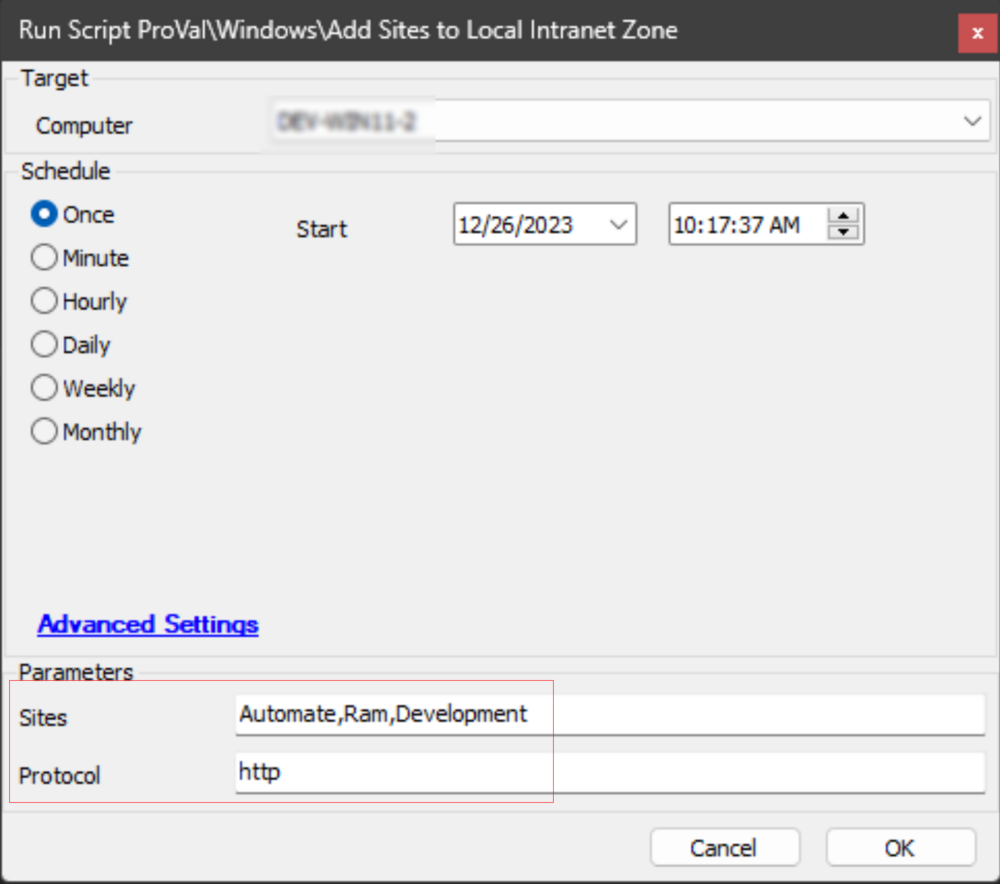 Run Script ProVal\Windows\Add Sites to Local Intranet Zone x
Target
Computer
Schedule
Once
Start 12/26/2023 10:17:37 AM
Minute
Hourly
Daily
Weekly
Monthly
Advanced Settings
Parameters
Sites Automate,Ram,Development
Protocol http
Cancel OK